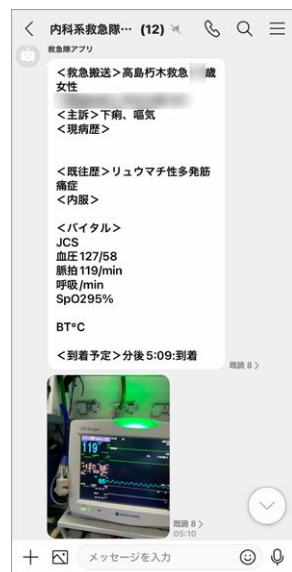 内科系救急隊… (12)
救急隊アプリ
＜救急搬送＞高島朽木救急 歳
女性
＜主訴＞下痢、嘔気
＜現病歴＞
＜既往歴＞リュウマチ性多発筋
痛症
＜内服＞
＜バイタル＞
JCS
血圧127/58
脈拍119/min
呼吸/min
SpO295%
BT°C
＜到着予定＞分後5:09:到着
既読 8
119
既読 8
05:10
メッセージを入力